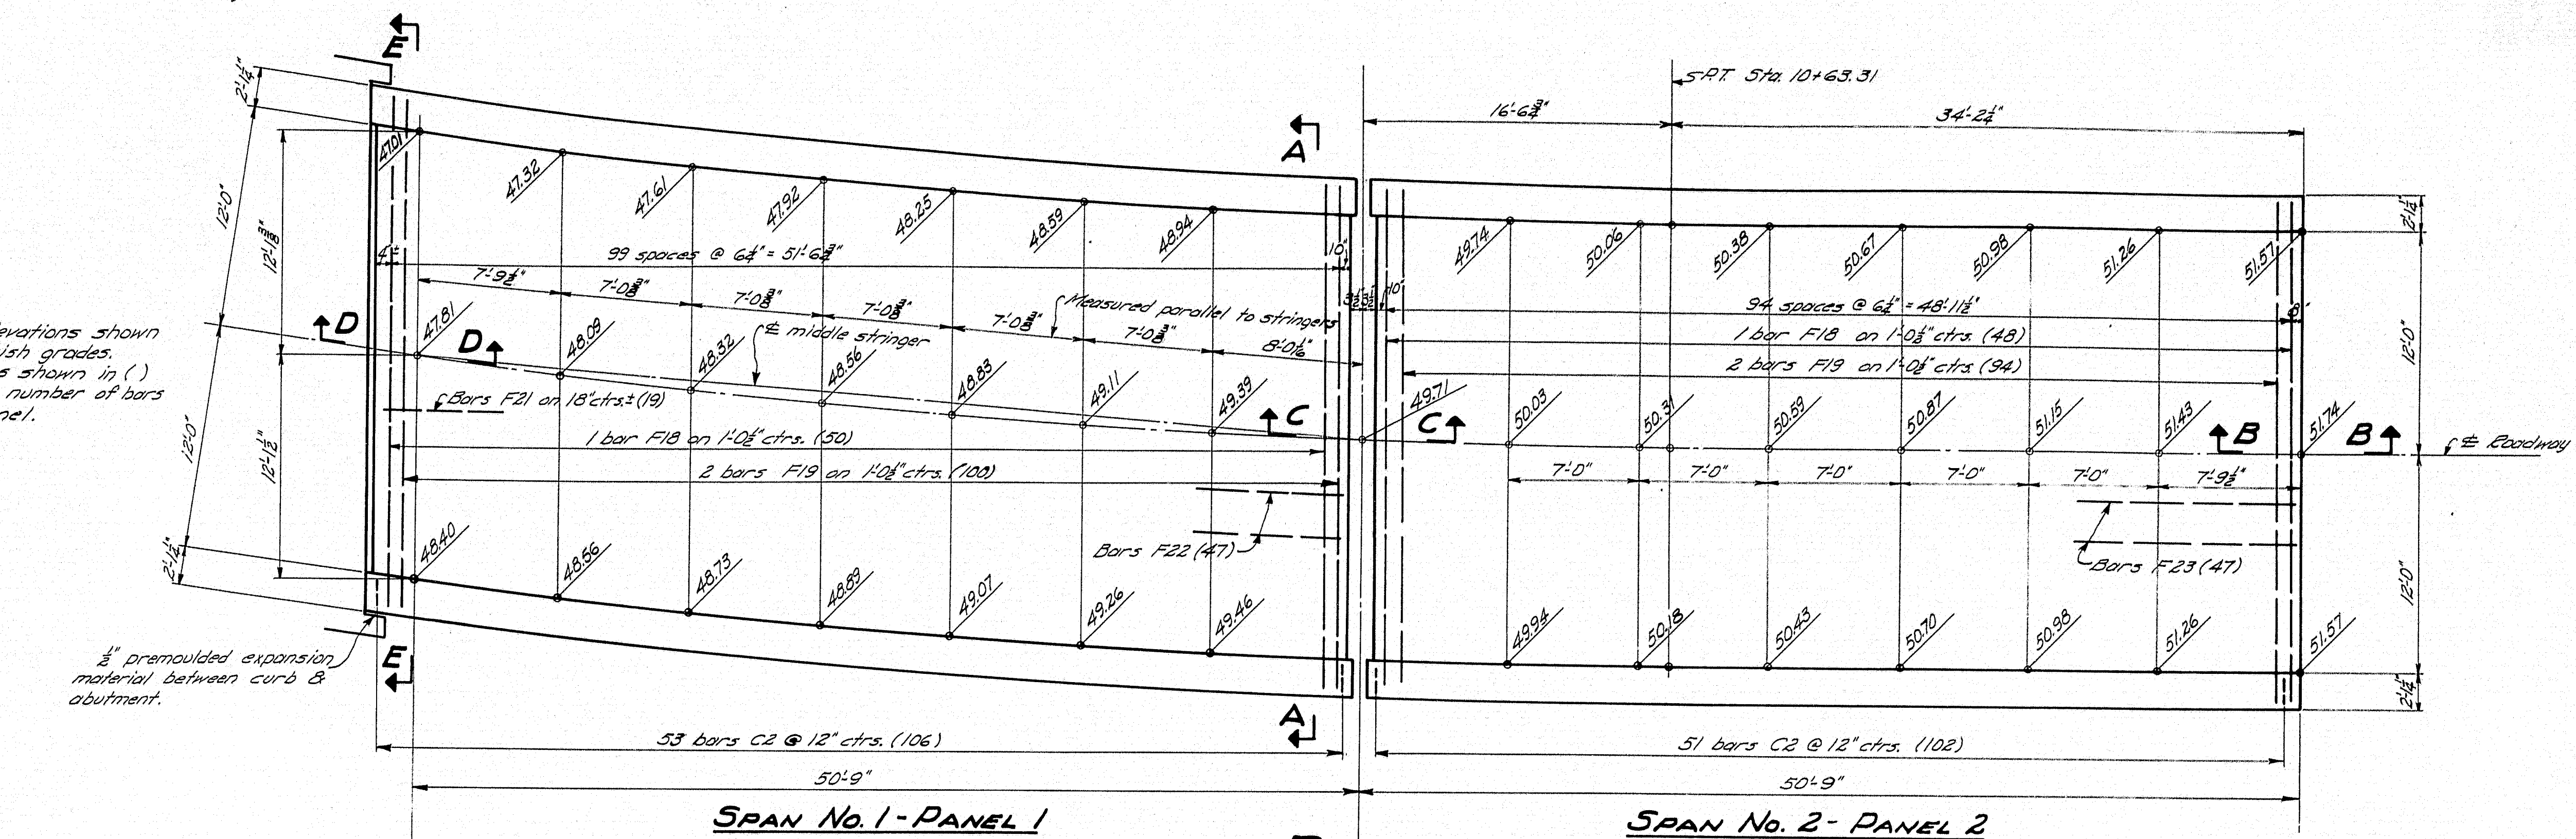 E
2'-1¼"
S.P.T. Sta. 10+63.31
16'-6¾"
34'-2¼"
A
47.01
47.32
47.61
47.92
48.25
48.59
48.94
49.74
50.06
50.38
50.67
50.98
51.26
51.57
2'-1¼"
12'-0"
12'-1⅜"
4"
99 spaces @ 6¼" = 51'-6¾"
10"
7'-9½"
7'-0⅜"
7'-0⅜"
7'-0⅜"
7'-0⅜"
7'-0⅜"
8'-0 1/16"
Measured parallel to stringers
℄ middle stringer
3½"
3½"
10"
94 spaces @ 6¼" = 48'-11½"
8"
1 bar F18 on 1'-0½" ctrs. (48)
2 bars F19 on 1'-0½" ctrs. (94)
12'-0"
evations shown
ish grades.
s shown in ( )
number of bars
nel.
D
D
47.81
48.09
48.32
48.56
48.83
49.11
49.39
49.71
50.03
50.31
50.59
50.87
51.15
51.43
51.74
C
C
B
B
℄ Roadway
Bars F21 on 18" ctrs.± (19)
1 bar F18 on 1'-0½" ctrs. (50)
2 bars F19 on 1'-0½" ctrs. (100)
7'-0"
7'-0"
7'-0"
7'-0"
7'-0"
7'-9½"
12'-0"
12'-1½"
Bars F22 (47)
Bars F23 (47)
12'-0"
2'-1¼"
48.40
48.56
48.73
48.89
49.07
49.26
49.46
49.94
50.18
50.43
50.70
50.98
51.26
51.57
2'-1¼"
½" premoulded expansion
material between curb &
abutment.
E
A
53 bars C2 @ 12" ctrs. (106)
51 bars C2 @ 12" ctrs. (102)
50'-9"
50'-9"
SPAN No. 1 - PANEL 1
SPAN No. 2 - PANEL 2